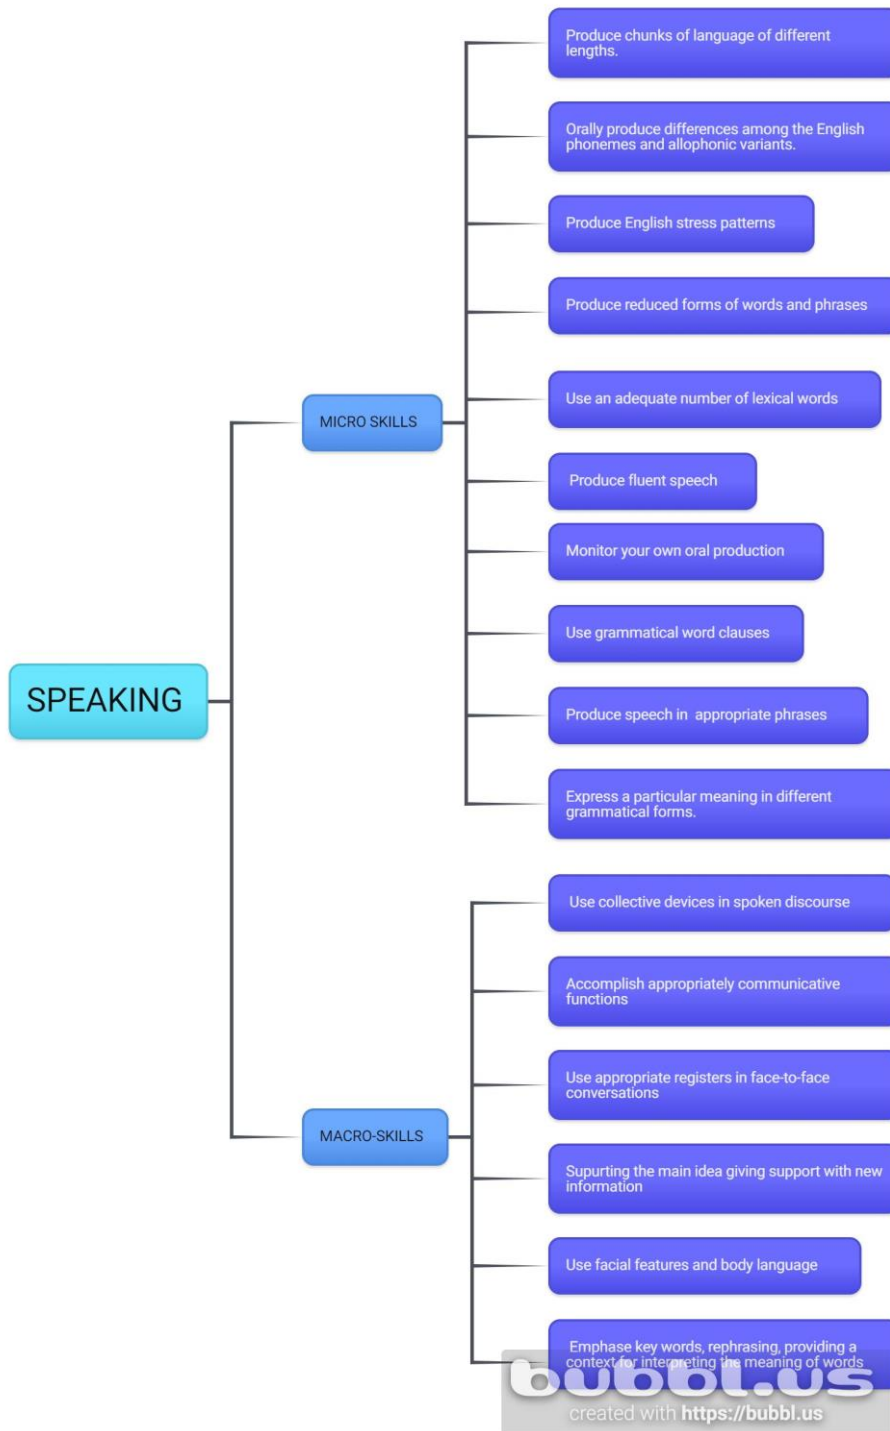 SPEAKING
MICRO SKILLS
Produce chunks of language of different
lengths.
Orally produce differences among the English
phonemes and allophonic variants.
Produce English stress patterns
Produce reduced forms of words and phrases
Use an adequate number of lexical words
Produce fluent speech
Monitor your own oral production
Use grammatical word clauses
Produce speech in appropriate phrases
Express a particular meaning in different
grammatical forms.
MACRO-SKILLS
Use collective devices in spoken discourse
Accomplish appropriately communicative
functions
Use appropriate registers in face-to-face
conversations
Supurting the main idea giving support with new
information
Use facial features and body language
Emphase key words, rephrasing, providing a
context for interpreting the meaning of words
bubbl.us
created with https://bubbl.us